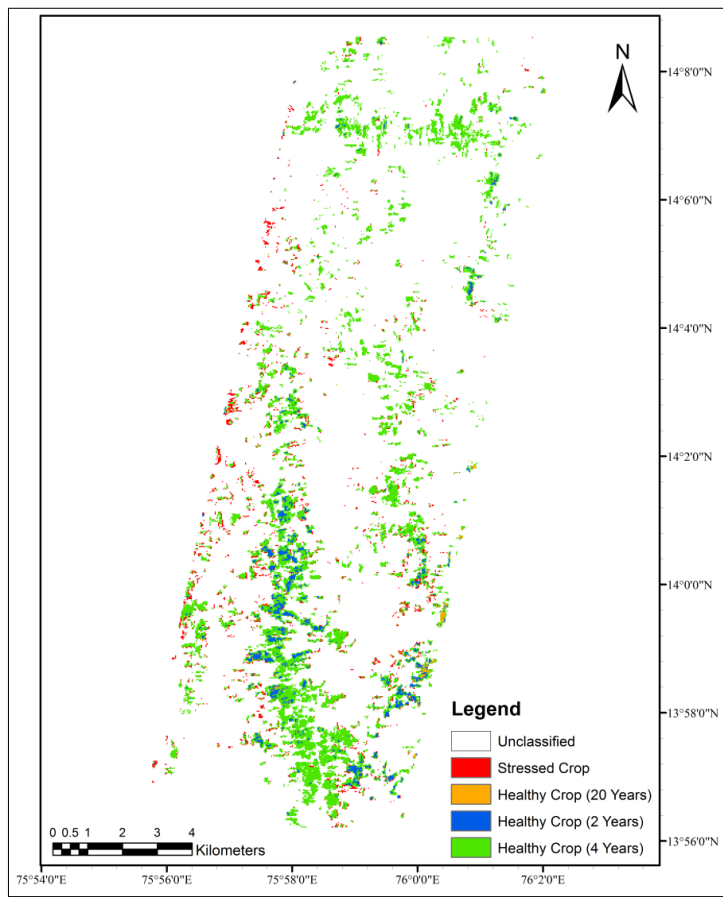 N
14°8'0"N
14°6'0"N
14°4'0"N
14°2'0"N
14°0'0"N
13°58'0"N
13°56'0"N
Legend
Unclassified
Stressed Crop
Healthy Crop (20 Years)
Healthy Crop (2 Years)
Healthy Crop (4 Years)
0 0.5 1 2 3 4
Kilometers
75°54'0"E 75°56'0"E 75°58'0"E 76°0'0"E 76°2'0"E